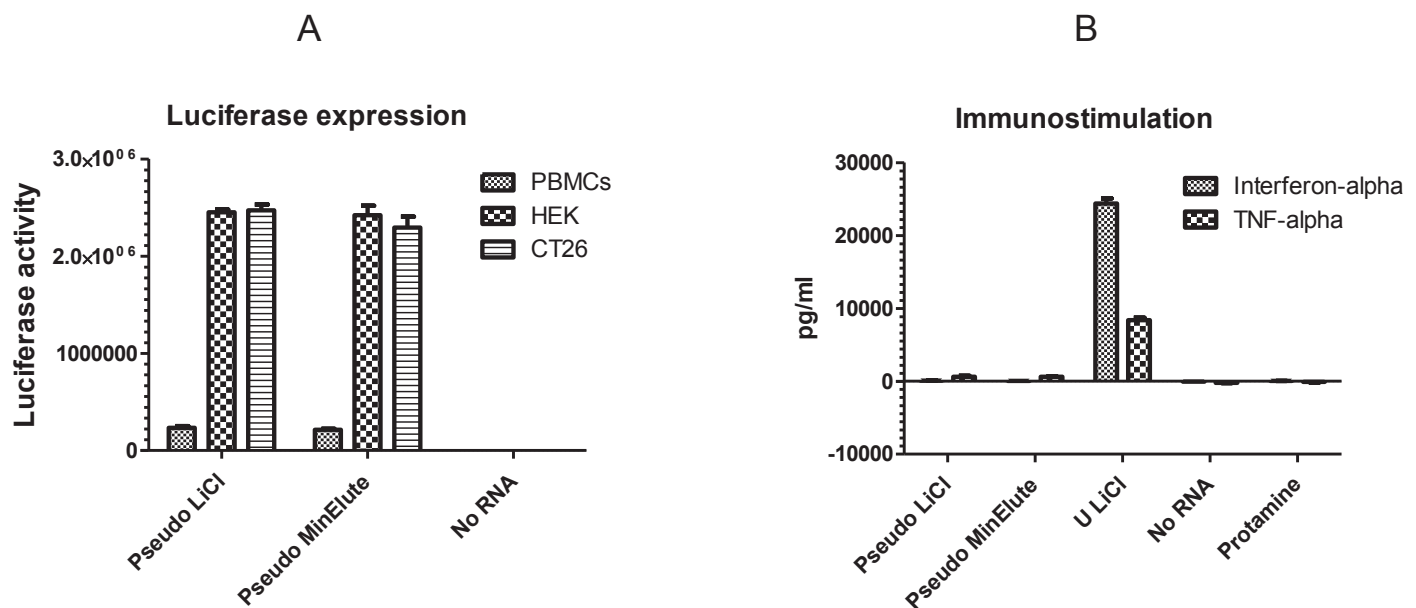 A
Luciferase expression
Luciferase activity
3.0×10⁰⁶
2.0×10⁰⁶
1000000
0
PBMCs
HEK
CT26
Pseudo LiCl
Pseudo MinElute
No RNA
B
Immunostimulation
pg/ml
30000
20000
10000
0
-10000
Interferon-alpha
TNF-alpha
Pseudo LiCl
Pseudo MinElute
U LiCl
No RNA
Protamine